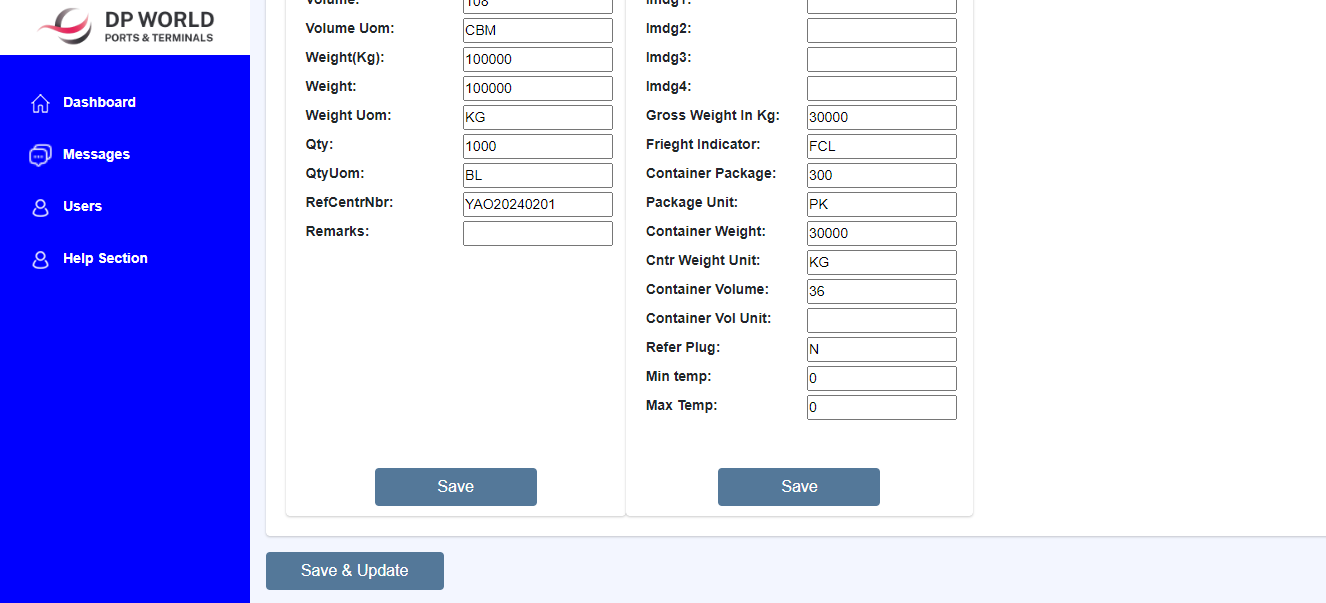 DP WORLD
PORTS & TERMINALS
Dashboard
Messages
Users
Help Section
Volume: 108
Volume Uom: CBM
Weight(Kg): 100000
Weight: 100000
Weight Uom: KG
Qty: 1000
QtyUom: BL
RefCentrNbr: YAO20240201
Remarks:
Save
Imdg1:
Imdg2:
Imdg3:
Imdg4:
Gross Weight In Kg: 30000
Frieght Indicator: FCL
Container Package: 300
Package Unit: PK
Container Weight: 30000
Cntr Weight Unit: KG
Container Volume: 36
Container Vol Unit:
Refer Plug: N
Min temp: 0
Max Temp: 0
Save
Save & Update